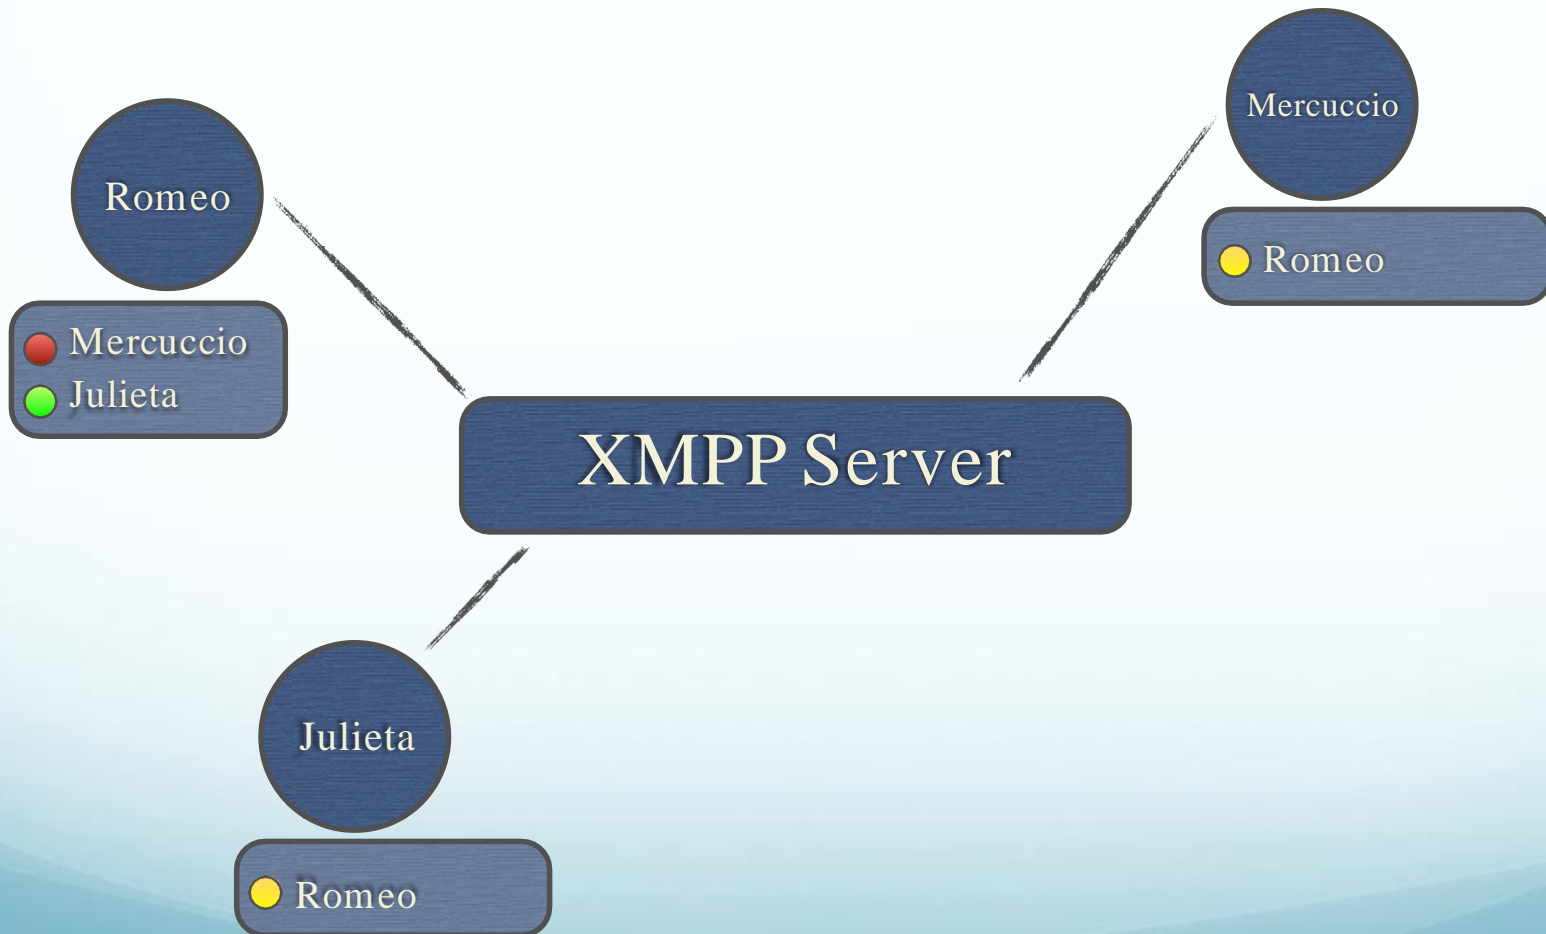 Mercuccio
Romeo
Romeo
Mercuccio
Julieta
XMPP Server
Julieta
Romeo